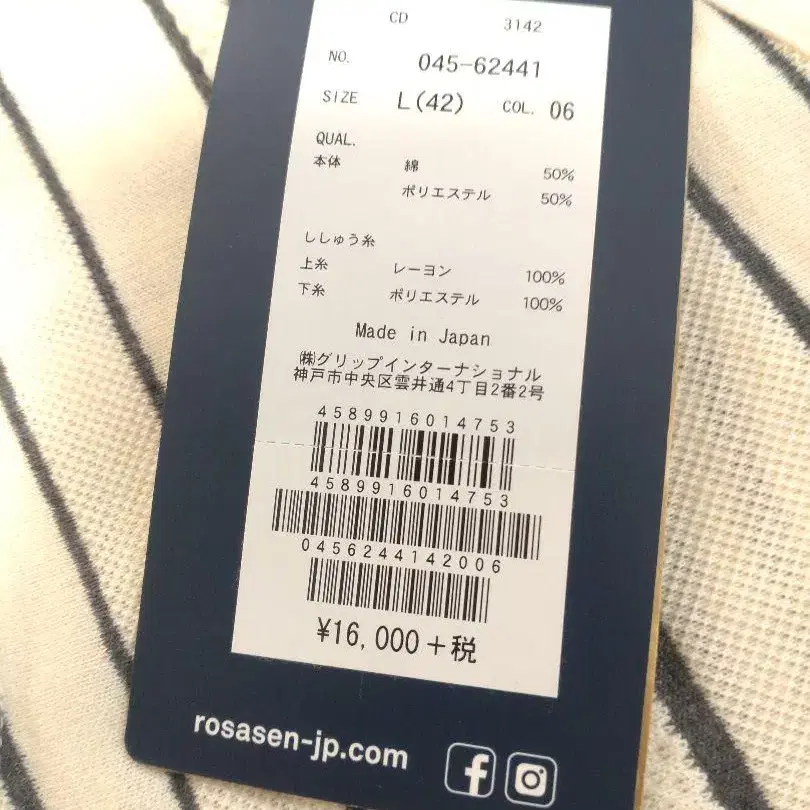 CD 3142
NO. 045-62441
SIZE L(42) COL. 06
QUAL.
本体 綿 50%
ポリエステル 50%
ししゅう糸
上糸 レーヨン 100%
下糸 ポリエステル 100%
Made in Japan
㈱グリップインターナショナル
神戸市中央区雲井通4丁目2番2号
4589916014753
4589916014753
0456244142006
¥16,000+税
rosasen-jp.com